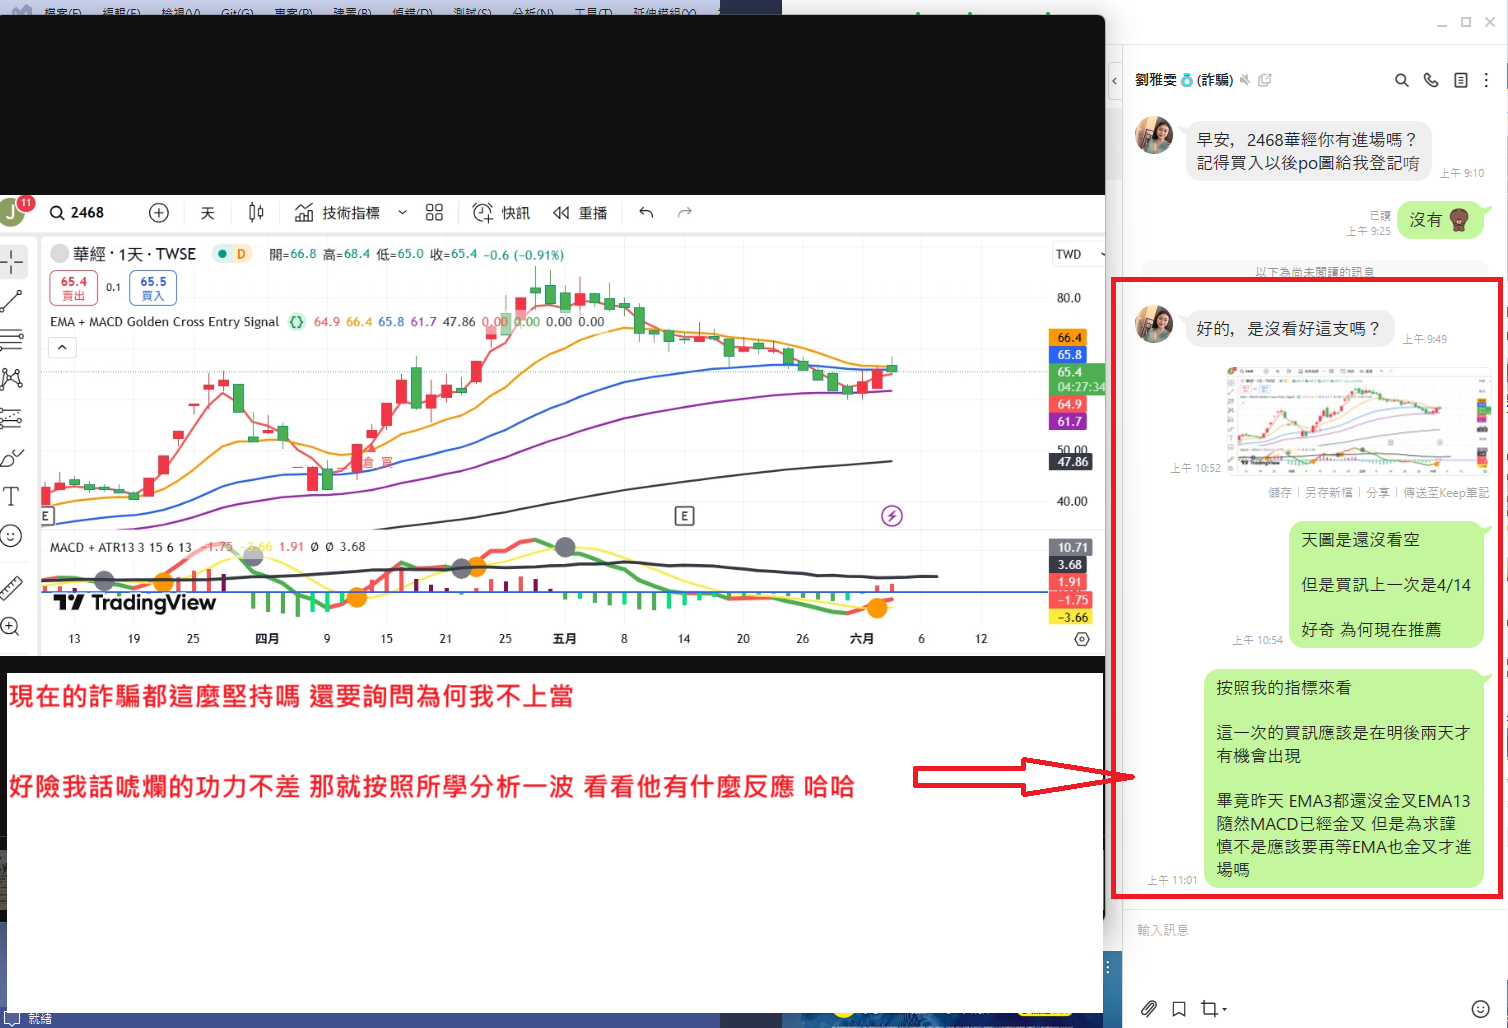 檔案(F) 編輯(E) 檢視(V) Git(G) 專案(P) 建置(B) 偵錯(D) 測試(S) 分析(N) 工具(T) 延伸模組(X)
J 11 2468 天 技術指標 快訊 重播
華經 · 1天 · TWSE D 開=66.8 高=68.4 低=65.0 收=65.4 −0.6 (−0.91%)
TWD
65.4 賣出 0.1 65.5 買入
EMA + MACD Golden Cross Entry Signal 64.9 66.4 65.8 61.7 47.86 0.00 0.00 0.00 0.00
80.0
66.4
65.8
65.4
04:27:34
64.9
61.7
50.00
47.86
40.00
倉 買
E E
MACD + ATR13 3 15 6 13 −1.75 −3.66 1.91 Ø Ø 3.68
10.71
3.68
1.91
−1.75
−3.66
TradingView
13 19 25 四月 9 15 21 25 五月 8 14 20 26 六月 6 12
現在的詐騙都這麼堅持嗎 還要詢問為何我不上當
好險我話唬爛的功力不差 那就按照所學分析一波 看看他有什麼反應 哈哈
就緒
劉雅雯 (詐騙)
早安，2468華經你有進場嗎？
記得買入以後po圖給我登記唷
上午 9:10
沒有
已讀
上午 9:25
以下為尚未閱讀的訊息
好的，是沒看好這支嗎？
上午 9:49
上午 10:52
儲存 | 另存新檔 | 分享 | 傳送至Keep筆記
天圖是還沒看空
但是買訊上一次是4/14
好奇 為何現在推薦
上午 10:54
按照我的指標來看
這一次的買訊應該是在明後兩天才
有機會出現
畢竟昨天 EMA3都還沒金叉EMA13
隨然MACD已經金叉 但是為求謹
慎不是應該要再等EMA也金叉才進
場嗎
上午 11:01
輸入訊息